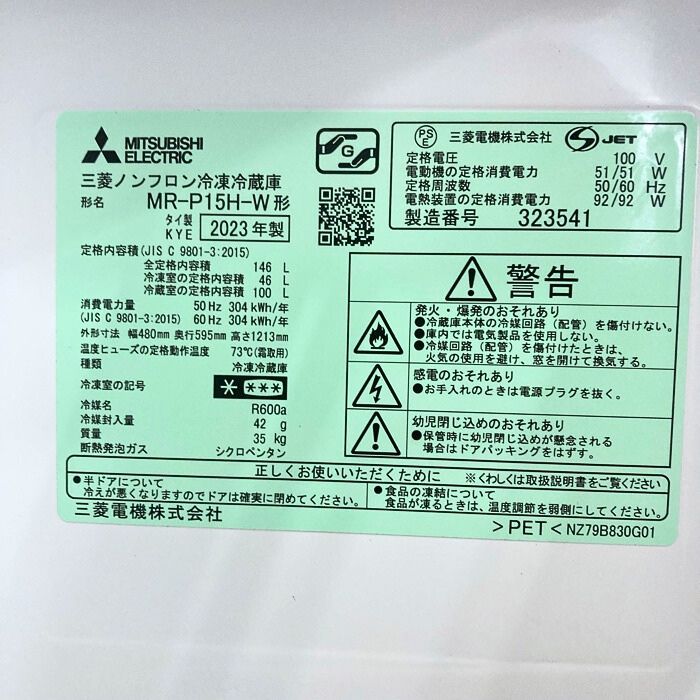 MITSUBISHI
ELECTRIC
三菱ノンフロン冷凍冷蔵庫
形名 MR-P15H-W形
タイ製
KYE
2023年製
定格内容積(JIS C 9801-3:2015)
全定格内容積 146 L
冷凍室の定格内容積 46 L
冷蔵室の定格内容積 100 L
消費電力量 50Hz 304 kWh/年
(JIS C 9801-3:2015) 60Hz 304 kWh/年
外形寸法 幅480mm 奥行595mm 高さ1213mm
温度ヒューズの定格動作温度 73℃(霜取用)
種類 冷凍冷蔵庫
冷凍室の記号 * ***
冷媒名 R600a
冷媒封入量 42 g
質量 35 kg
断熱発泡ガス シクロペンタン
G
PS
E
三菱電機株式会社
JET
定格電圧 100 V
電動機の定格消費電力 51/51 W
定格周波数 50/60 Hz
電熱装置の定格消費電力 92/92 W
製造番号 323541
警告
発火・爆発のおそれあり
●冷蔵庫本体の冷媒回路(配管)を傷付けない。
●庫内では電気製品を使用しない。
●冷媒回路(配管)を傷付けたときは、
火気の使用を避け、窓を開けて換気する。
感電のおそれあり
●お手入れのときは電源プラグを抜く。
幼児閉じ込めのおそれあり
●保管時に幼児閉じ込めが懸念される
場合はドアパッキングをはずす。
正しくお使いいただくために ※くわしくは取扱説明書をご覧ください
●半ドアについて
冷えが悪くなりますのでドアは確実に閉めてください。
●食品の凍結について
食品が凍るときは、温度調節を弱側にしてください。
三菱電機株式会社
>PET< NZ79B830G01